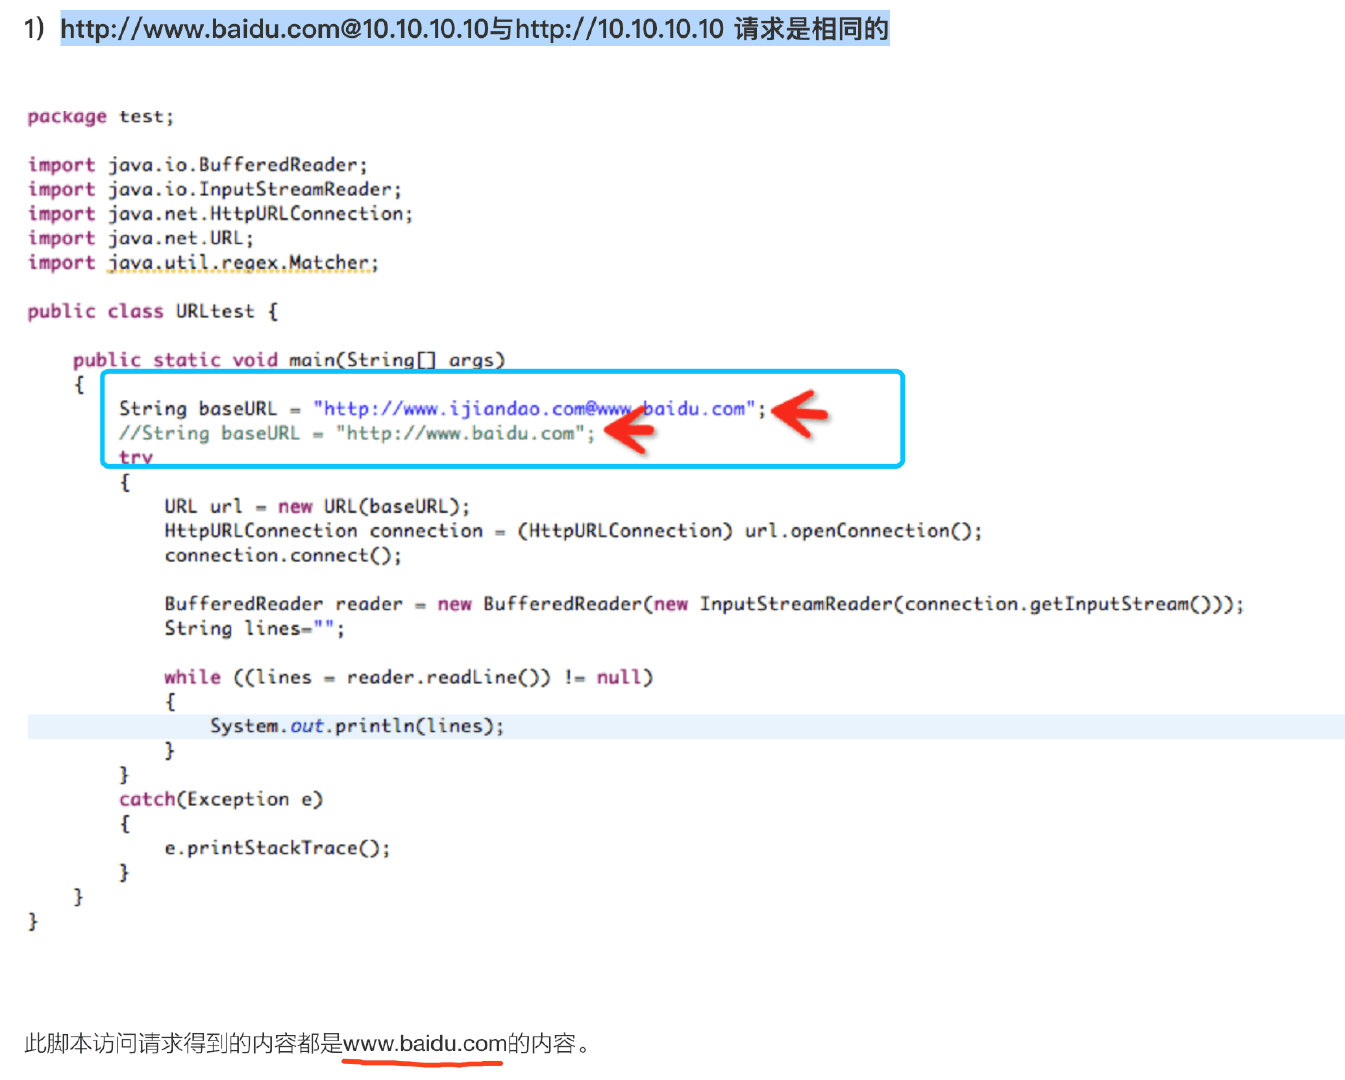 1）http://www.baidu.com@10.10.10.10与http://10.10.10.10 请求是相同的
package test;
import java.io.BufferedReader;
import java.io.InputStreamReader;
import java.net.HttpURLConnection;
import java.net.URL;
import java.util.regex.Matcher;
public class URLtest {
public static void main(String[] args)
{
String baseURL = "http://www.ijiandao.com@www.baidu.com";
//String baseURL = "http://www.baidu.com";
try
{
URL url = new URL(baseURL);
HttpURLConnection connection = (HttpURLConnection) url.openConnection();
connection.connect();
BufferedReader reader = new BufferedReader(new InputStreamReader(connection.getInputStream()));
String lines="";
while ((lines = reader.readLine()) != null)
{
System.out.println(lines);
}
}
catch(Exception e)
{
e.printStackTrace();
}
}
}
此脚本访问请求得到的内容都是www.baidu.com的内容。